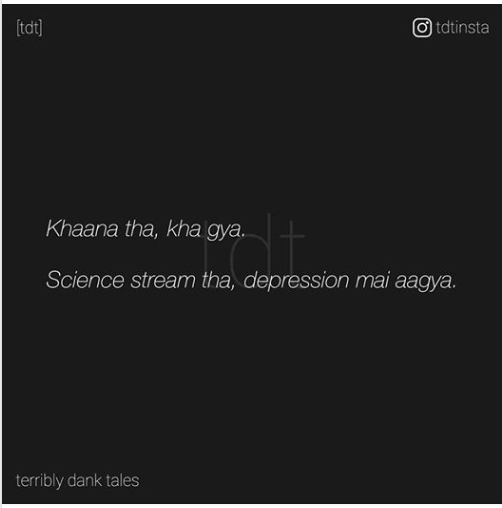 [tdt]
tdtinsta
Khaana tha, kha gya.
tdt
Science stream tha, depression mai aagya.
terribly dank tales